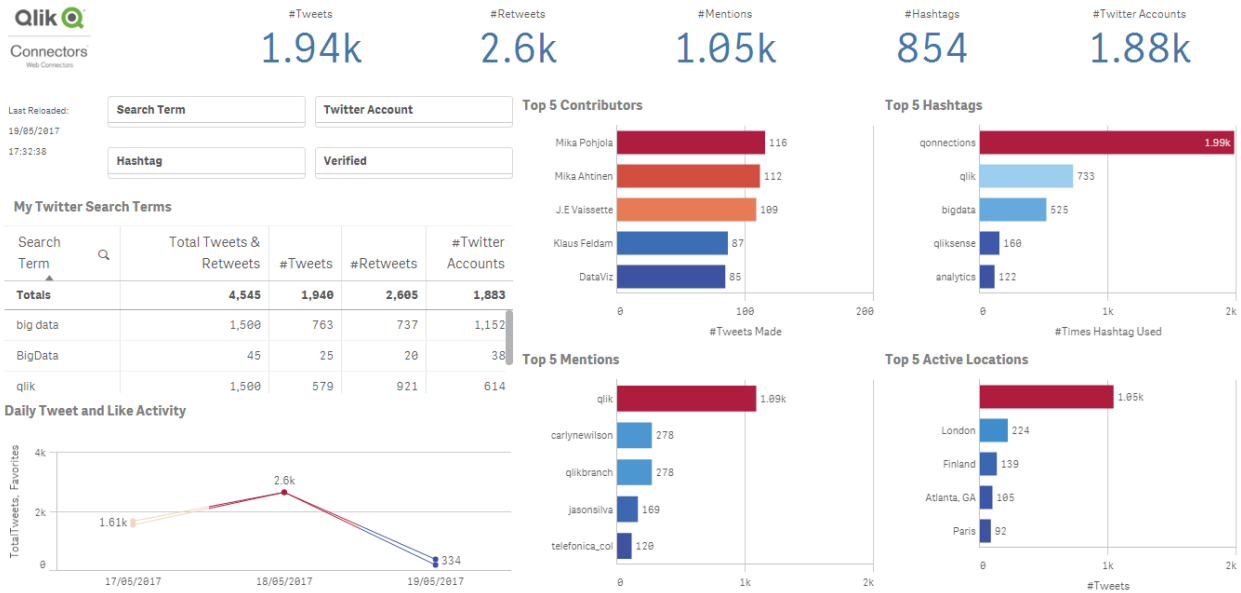 Qlik Q
Connectors
Web Connectors
#Tweets
1.94k
#Retweets
2.6k
#Mentions
1.05k
#Hashtags
854
#Twitter Accounts
1.88k
Last Reloaded:
19/05/2017
17:32:38
Search Term
Twitter Account
Hashtag
Verified
My Twitter Search Terms
Search Term Total Tweets & Retweets #Tweets #Retweets #Twitter Accounts
Totals 4,545 1,940 2,605 1,883
big data 1,500 763 737 1,152
BigData 45 25 20 38
qlik 1,500 579 921 614
Daily Tweet and Like Activity
TotalTweets, Favorites
4k
2k
0
1.61k
2.6k
334
17/05/2017 18/05/2017 19/05/2017
Top 5 Contributors
Mika Pohjola 116
Mika Ahtinen 112
J.E Vaissette 109
Klaus Feldam 87
DataViz 85
0 100 200
#Tweets Made
Top 5 Hashtags
qonnections 1.99k
qlik 733
bigdata 525
qliksense 160
analytics 122
0 1k 2k
#Times Hashtag Used
Top 5 Mentions
qlik 1.09k
carlynewilson 278
qlikbranch 278
jasonsilva 169
telefonica_col 120
0 1k 2k
Top 5 Active Locations
1.05k
London 224
Finland 139
Atlanta, GA 105
Paris 92
0 1k 2k
#Tweets